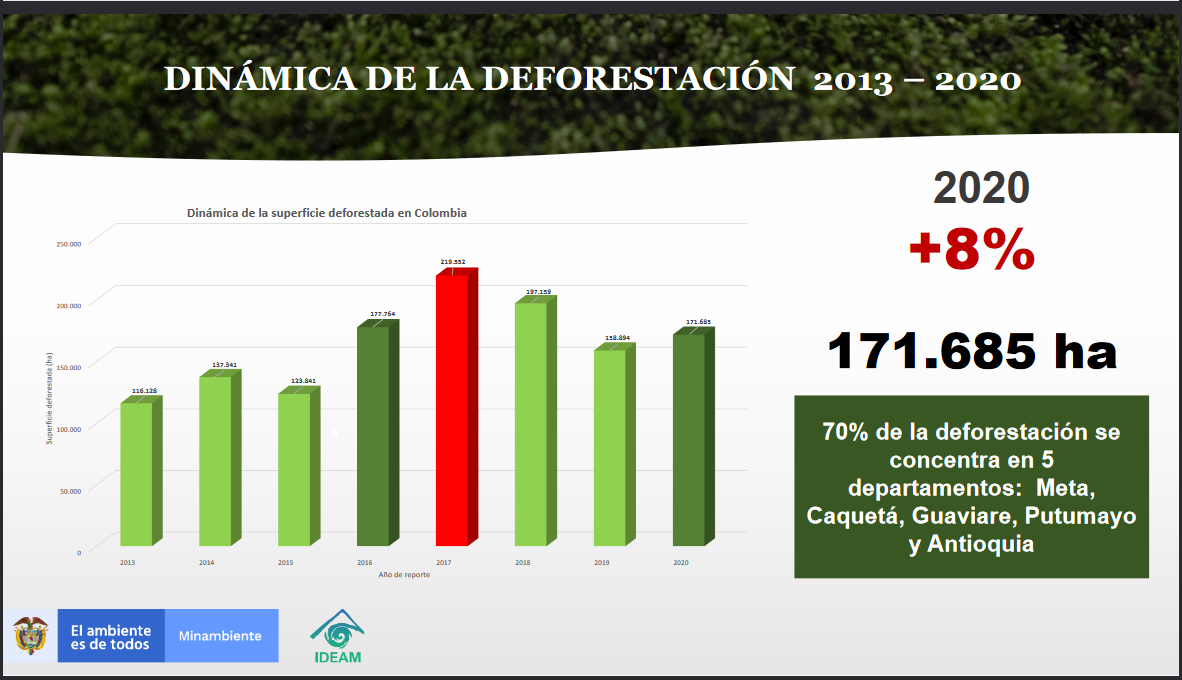 DINÁMICA DE LA DEFORESTACIÓN 2013 – 2020
Dinámica de la superficie deforestada en Colombia
Superficie deforestada (ha)
250.000
200.000
150.000
100.000
50.000
0
116.128
137.341
123.841
177.764
219.552
197.159
158.894
171.685
2013
2014
2015
2016
2017
2018
2019
2020
Año de reporte
2020
+8%
171.685 ha
70% de la deforestación se
concentra en 5
departamentos: Meta,
Caquetá, Guaviare, Putumayo
y Antioquia
El ambiente
es de todos
Minambiente
IDEAM